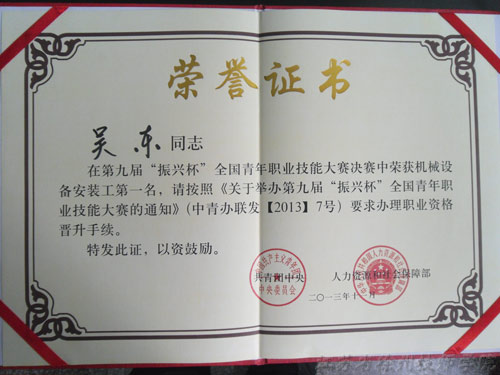 荣誉证书
吴东 同志
在第九届“振兴杯”全国青年职业技能大赛决赛中荣获机械设
备安装工第一名，请按照《关于举办第九届“振兴杯”全国青年职
业技能大赛的通知》（中青办联发【2013】7号）要求办理职业资格
晋升手续。
特发此证，以资鼓励。
共青团中央 人力资源和社会保障部
二〇一三年十月
中央委员会